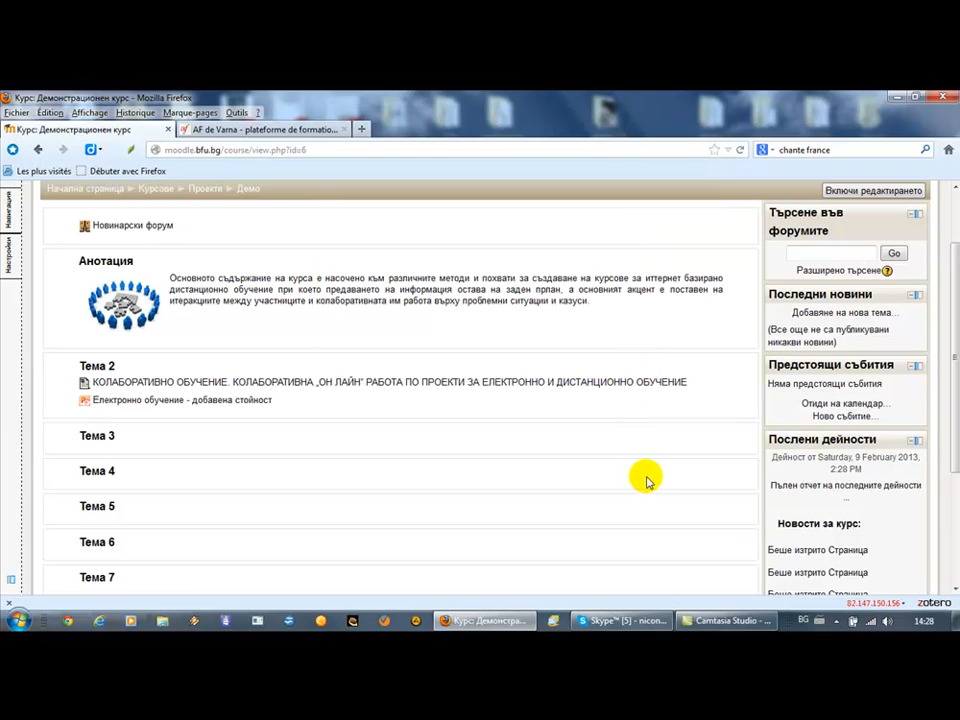 Курс: Демонстрационен курс - Mozilla Firefox
Fichier Édition Affichage Historique Marque-pages Outils ?
Курс: Демонстрационен курс × AF de Varna - plateforme de formatio... × +
moodle.bfu.bg/course/view.php?id=6
chante france
Les plus visités Débuter avec Firefox
Навигация
Настройки
Начална страница ► Курсове ► Проекти ► Демо
Включи редактирането
Новинарски форум
Анотация
Основното съдържание на курса е насочено към различните методи и похвати за създаване на курсове за иттернет базирано
дистанционно обучение при което предаването на информация остава на заден прлан, а основният акцент е поставен на
итеракциите между участниците и колаборативната им работа върху проблемни ситуации и казуси.
Тема 2
КОЛАБОРАТИВНО ОБУЧЕНИЕ. КОЛАБОРАТИВНА „ОН ЛАЙН" РАБОТА ПО ПРОЕКТИ ЗА ЕЛЕКТРОННО И ДИСТАНЦИОННО ОБУЧЕНИЕ
Електронно обучение - добавена стойност
Тема 3
Тема 4
Тема 5
Тема 6
Тема 7
Търсене във
форумите
Go
Разширено търсене
Последни новини
Добавяне на нова тема...
(Все още не са публикувани
никакви новини)
Предстоящи събития
Няма предстоящи събития
Отиди на календар...
Ново събитие...
Послени дейности
Дейност от Saturday, 9 February 2013,
2:28 PM
Пълен отчет на последните дейности
...
Новости за курс:
Беше изтрито Страница
Беше изтрито Страница
Беше изтрито Страница
82.147.150.156 zotero
Курс: Демонстра... Skype™ [5] - nicon... Camtasia Studio - ... BG 14:28